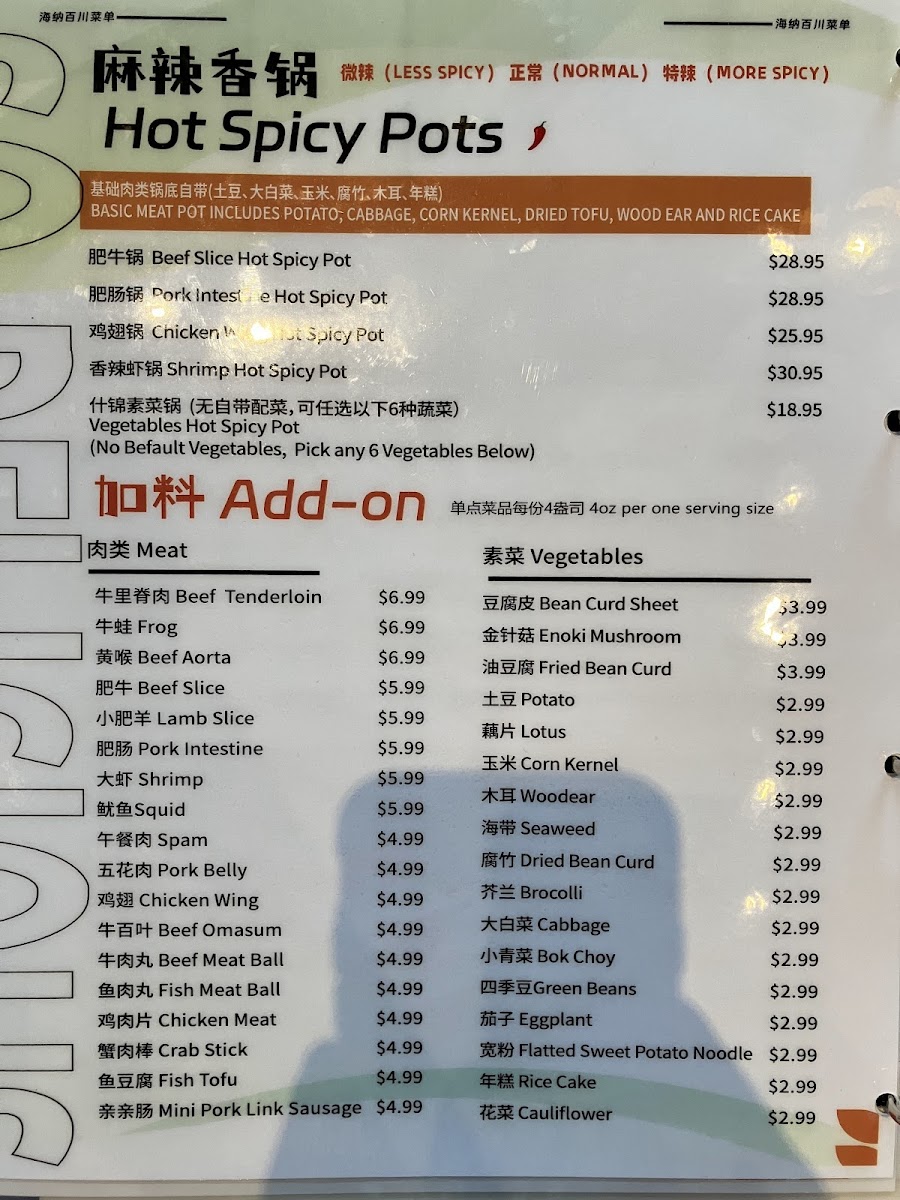 海纳百川菜单
海纳百川菜单
麻辣香锅 微辣 (LESS SPICY) 正常 (NORMAL) 特辣 (MORE SPICY)
Hot Spicy Pots
基础肉类锅底自带(土豆、大白菜、玉米、腐竹、木耳、年糕)
BASIC MEAT POT INCLUDES POTATO, CABBAGE, CORN KERNEL, DRIED TOFU, WOOD EAR AND RICE CAKE
肥牛锅 Beef Slice Hot Spicy Pot $28.95
肥肠锅 Pork Intestine Hot Spicy Pot $28.95
鸡翅锅 Chicken Hot Spicy Pot $25.95
香辣虾锅 Shrimp Hot Spicy Pot $30.95
什锦素菜锅 (无自带配菜,可任选以下6种蔬菜) $18.95
Vegetables Hot Spicy Pot
(No Befault Vegetables, Pick any 6 Vegetables Below)
加料 Add-on 单点菜品每份4盎司 4oz per one serving size
肉类 Meat
牛里脊肉 Beef Tenderloin $6.99
牛蛙 Frog $6.99
黄喉 Beef Aorta $6.99
肥牛 Beef Slice $5.99
小肥羊 Lamb Slice $5.99
肥肠 Pork Intestine $5.99
大虾 Shrimp $5.99
鱿鱼Squid $5.99
午餐肉 Spam $4.99
五花肉 Pork Belly $4.99
鸡翅 Chicken Wing $4.99
牛百叶 Beef Omasum $4.99
牛肉丸 Beef Meat Ball $4.99
鱼肉丸 Fish Meat Ball $4.99
鸡肉片 Chicken Meat $4.99
蟹肉棒 Crab Stick $4.99
鱼豆腐 Fish Tofu $4.99
亲亲肠 Mini Pork Link Sausage $4.99
素菜 Vegetables
豆腐皮 Bean Curd Sheet $3.99
金针菇 Enoki Mushroom $3.99
油豆腐 Fried Bean Curd $3.99
土豆 Potato $2.99
藕片 Lotus $2.99
玉米 Corn Kernel $2.99
木耳 Woodear $2.99
海带 Seaweed $2.99
腐竹 Dried Bean Curd $2.99
芥兰 Brocolli $2.99
大白菜 Cabbage $2.99
小青菜 Bok Choy $2.99
四季豆Green Beans $2.99
茄子 Eggplant $2.99
宽粉 Flatted Sweet Potato Noodle $2.99
年糕 Rice Cake $2.99
花菜 Cauliflower $2.99